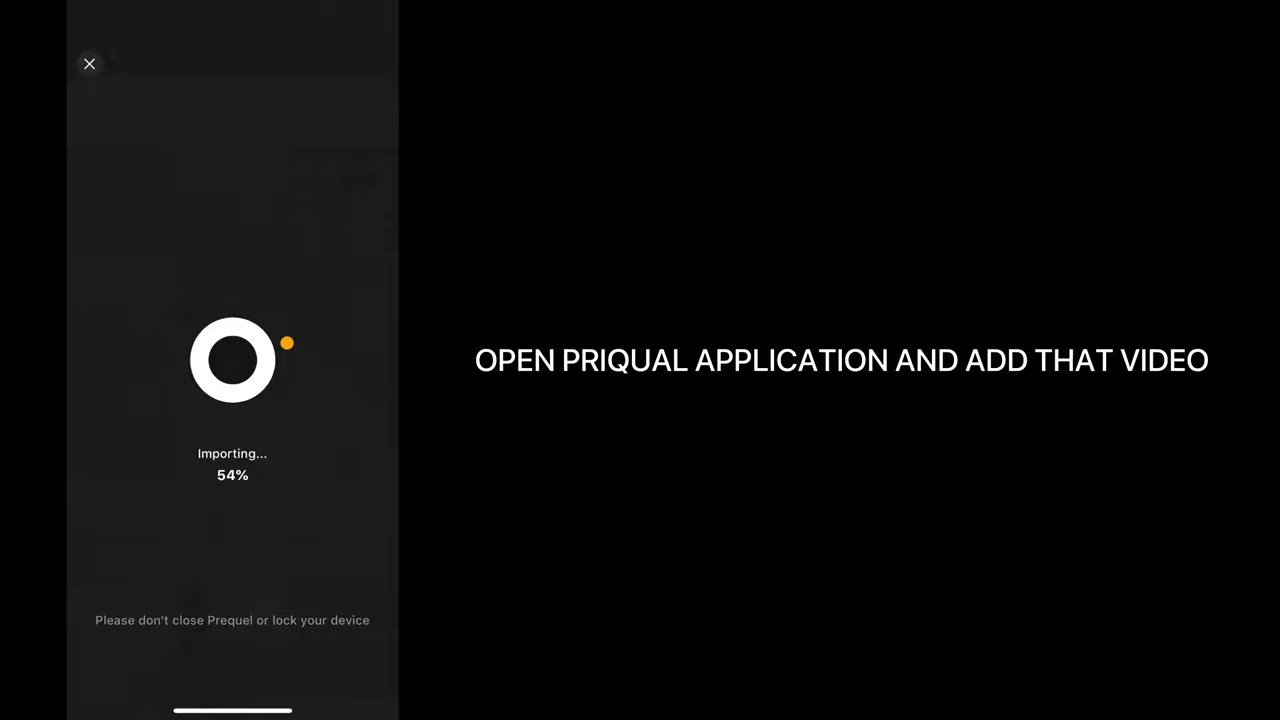 OPEN PRIQUAL APPLICATION AND ADD THAT VIDEO
Importing...
54%
Please don't close Prequel or lock your device